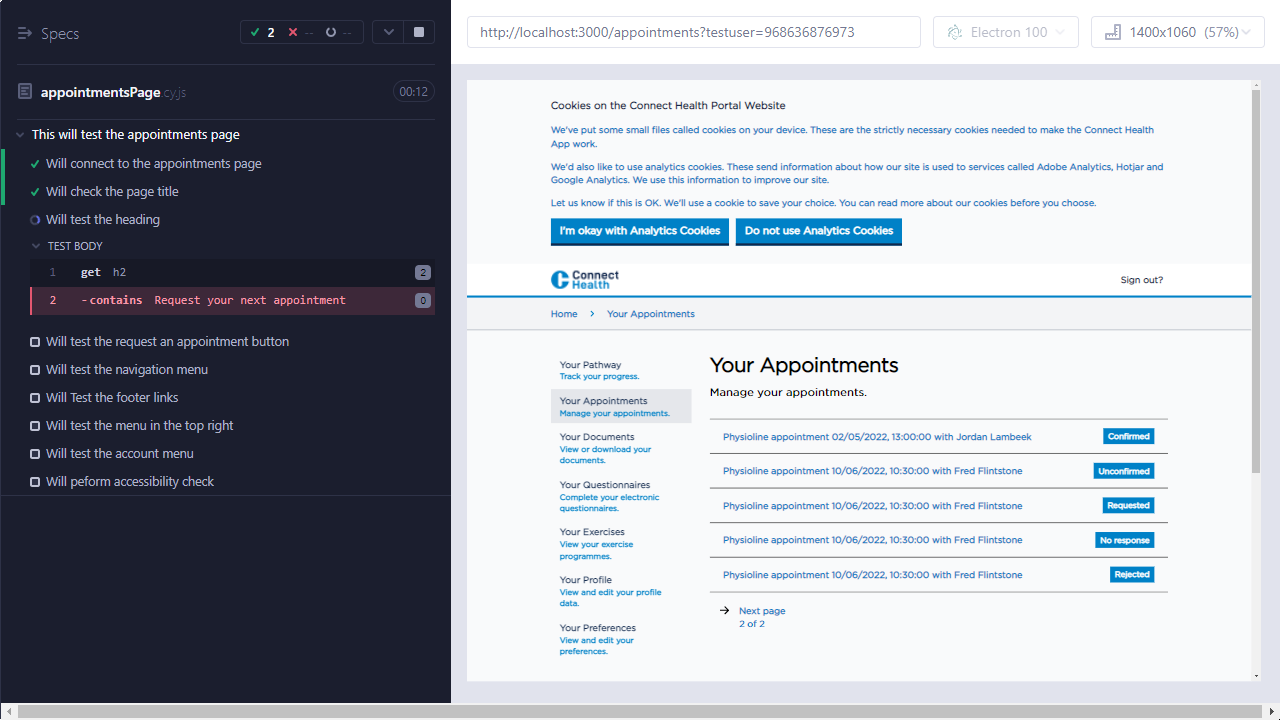 Specs
2 -- --
appointmentsPage.cy.js
00:12
This will test the appointments page
Will connect to the appointments page
Will check the page title
Will test the heading
TEST BODY
1 get h2 2
2 -contains Request your next appointment 0
Will test the request an appointment button
Will test the navigation menu
Will Test the footer links
Will test the menu in the top right
Will test the account menu
Will peform accessibility check
http://localhost:3000/appointments?testuser=968636876973
Electron 100
1400x1060 (57%)
Cookies on the Connect Health Portal Website
We've put some small files called cookies on your device. These are the strictly necessary cookies needed to make the Connect Health
App work.
We'd also like to use analytics cookies. These send information about how our site is used to services called Adobe Analytics, Hotjar and
Google Analytics. We use this information to improve our site.
Let us know if this is OK. We'll use a cookie to save your choice. You can read more about our cookies before you choose.
I'm okay with Analytics Cookies
Do not use Analytics Cookies
Connect
Health
Sign out?
Home > Your Appointments
Your Pathway
Track your progress.
Your Appointments
Manage your appointments.
Your Documents
View or download your
documents.
Your Questionnaires
Complete your electronic
questionnaires.
Your Exercises
View your exercise
programmes.
Your Profile
View and edit your profile
data.
Your Preferences
View and edit your
preferences.
Your Appointments
Manage your appointments.
Physioline appointment 02/05/2022, 13:00:00 with Jordan Lambeek Confirmed
Physioline appointment 10/06/2022, 10:30:00 with Fred Flintstone Unconfirmed
Physioline appointment 10/06/2022, 10:30:00 with Fred Flintstone Requested
Physioline appointment 10/06/2022, 10:30:00 with Fred Flintstone No response
Physioline appointment 10/06/2022, 10:30:00 with Fred Flintstone Rejected
Next page
2 of 2